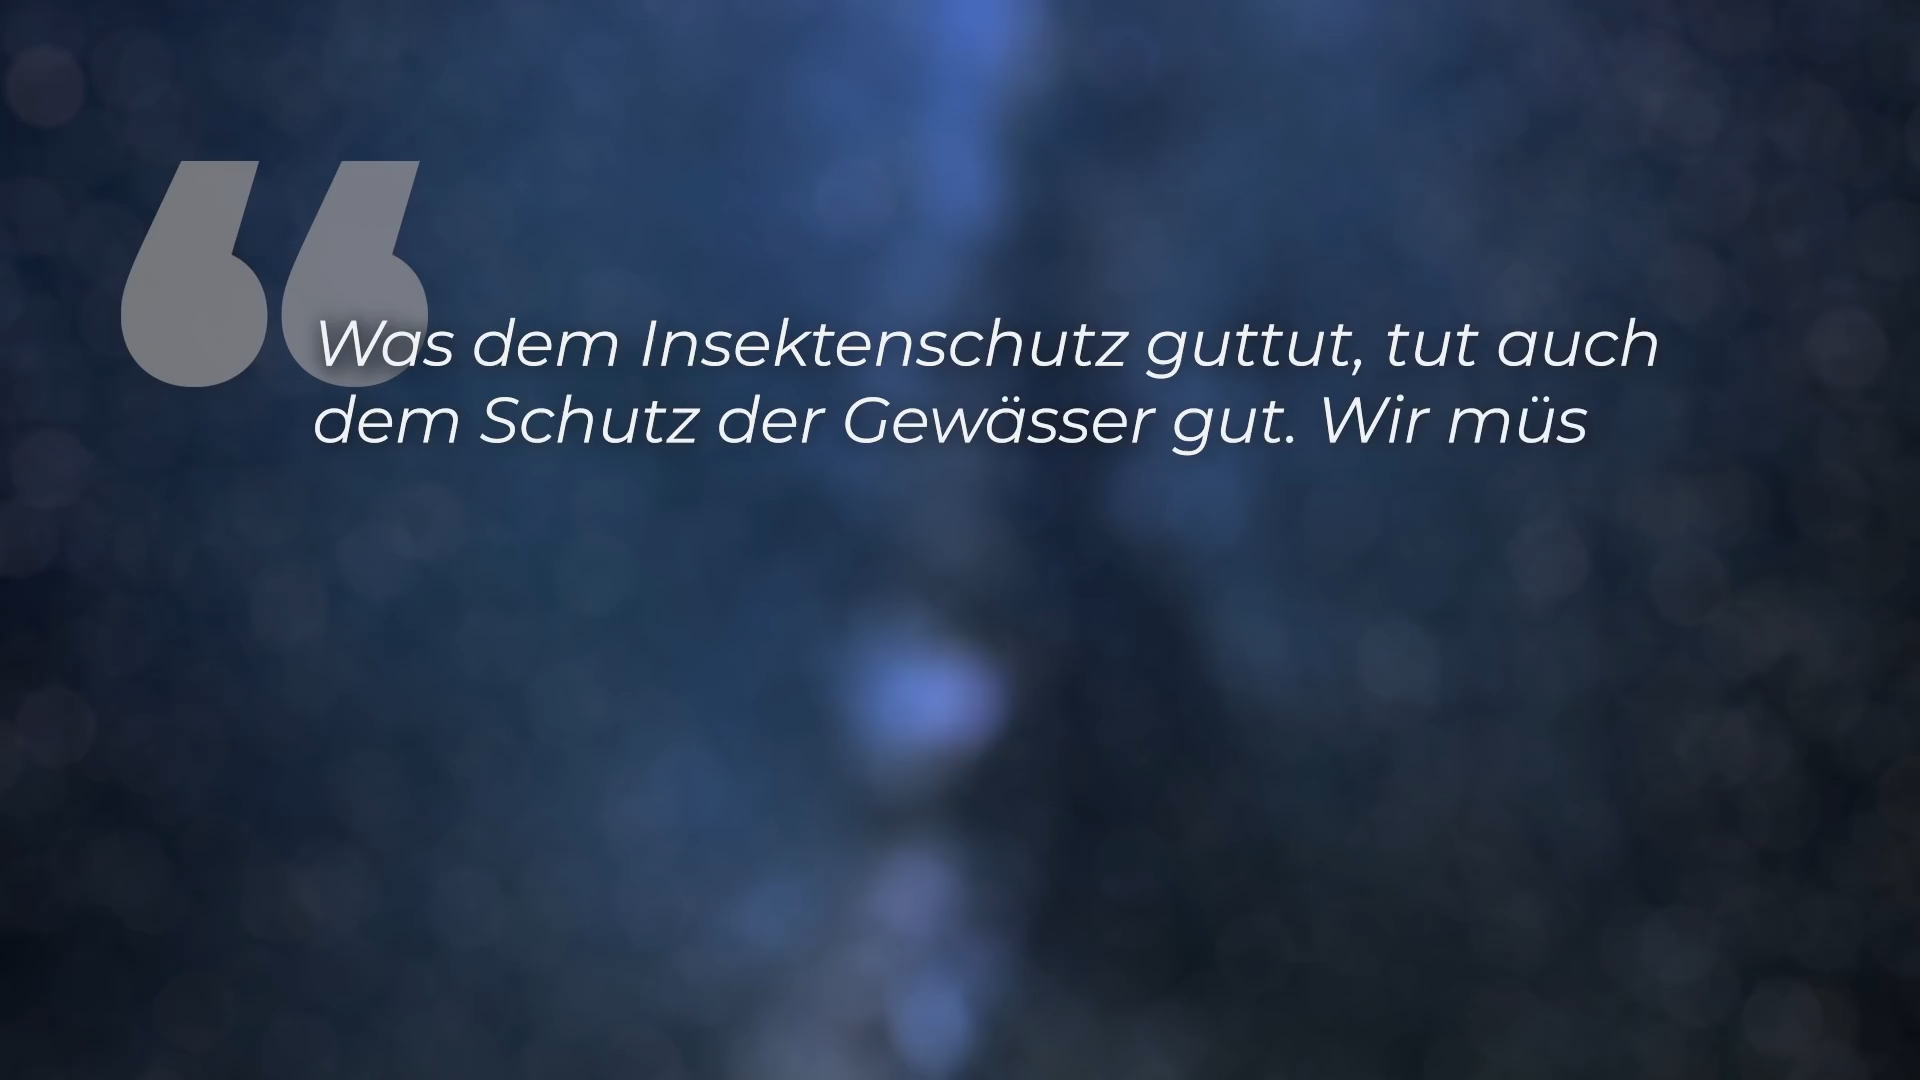 Was dem Insektenschutz guttut, tut auch
dem Schutz der Gewässer gut. Wir müs